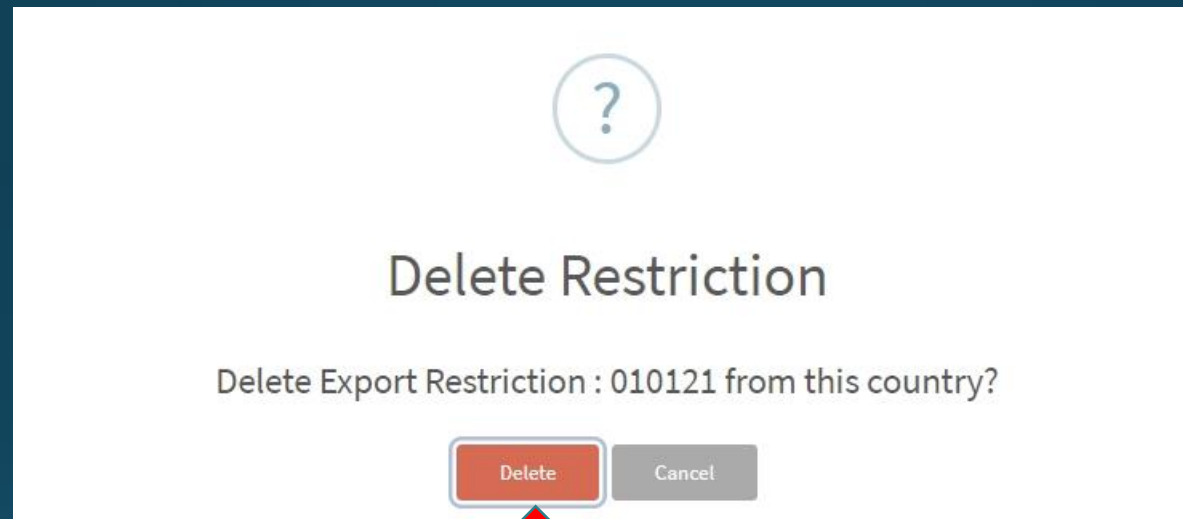 ?
Delete Restriction
Delete Export Restriction : 010121 from this country?
Delete Cancel